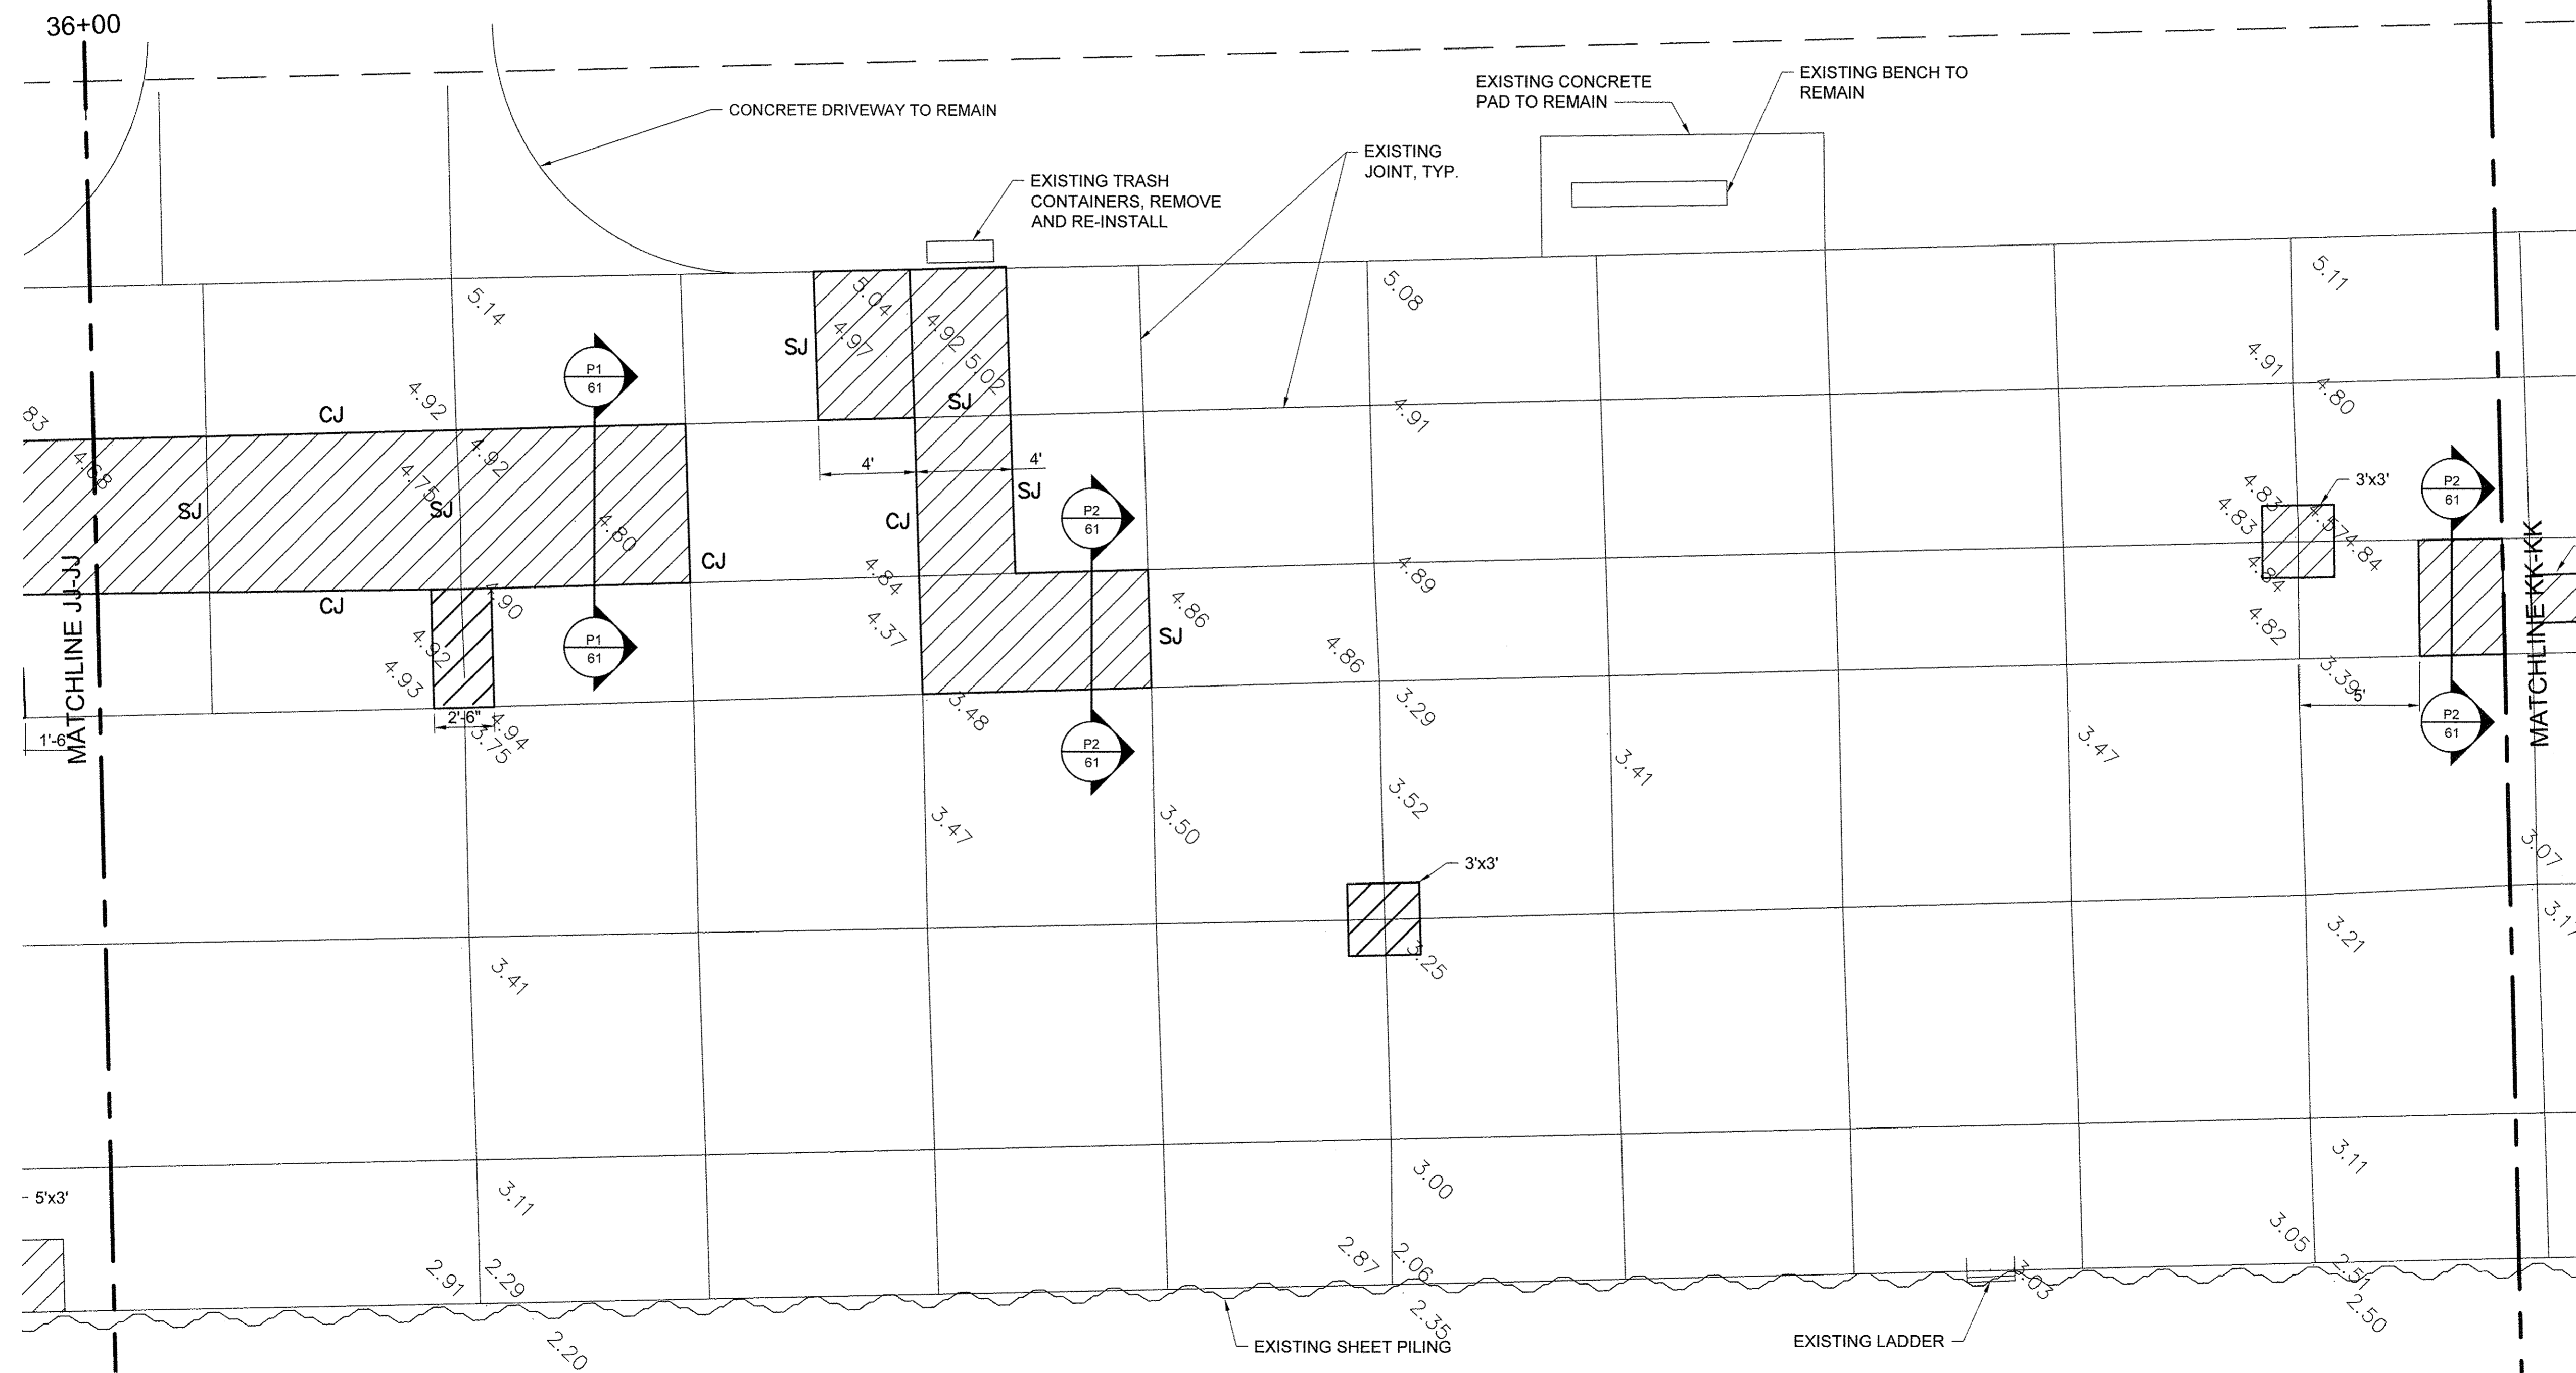 36+00
CONCRETE DRIVEWAY TO REMAIN
EXISTING TRASH
CONTAINERS, REMOVE
AND RE-INSTALL
EXISTING
JOINT, TYP.
EXISTING CONCRETE
PAD TO REMAIN
EXISTING BENCH TO
REMAIN
5.14
5.04
4.97
4.92
5.02
5.08
5.11
SJ
SJ
P1
61
4.92
CJ
83
4.91
4.91
4.80
4.68
4.75
4.92
SJ
SJ
4.80
4'
4'
SJ
CJ
P2
61
4.83
4.83
3'x3'
4.57
4.84
4.84
P2
61
CJ
4.84
4.89
CJ
4.90
4.92
4.93
P1
61
4.37
4.86
SJ
4.86
4.82
MATCHLINE JJ-JJ
MATCHLINE KK-KK
2'-6"
4.94
3.75
1'-6
3.48
P2
61
3.29
3.39
5'
P2
61
3.41
3.47
3.47
3.50
3.52
3.07
3'x3'
3.25
3.21
3.17
3.41
3.11
3.00
3.11
5'x3'
2.91
2.29
2.87
2.06
3.05
2.51
3.03
2.50
2.20
2.35
EXISTING SHEET PILING
EXISTING LADDER